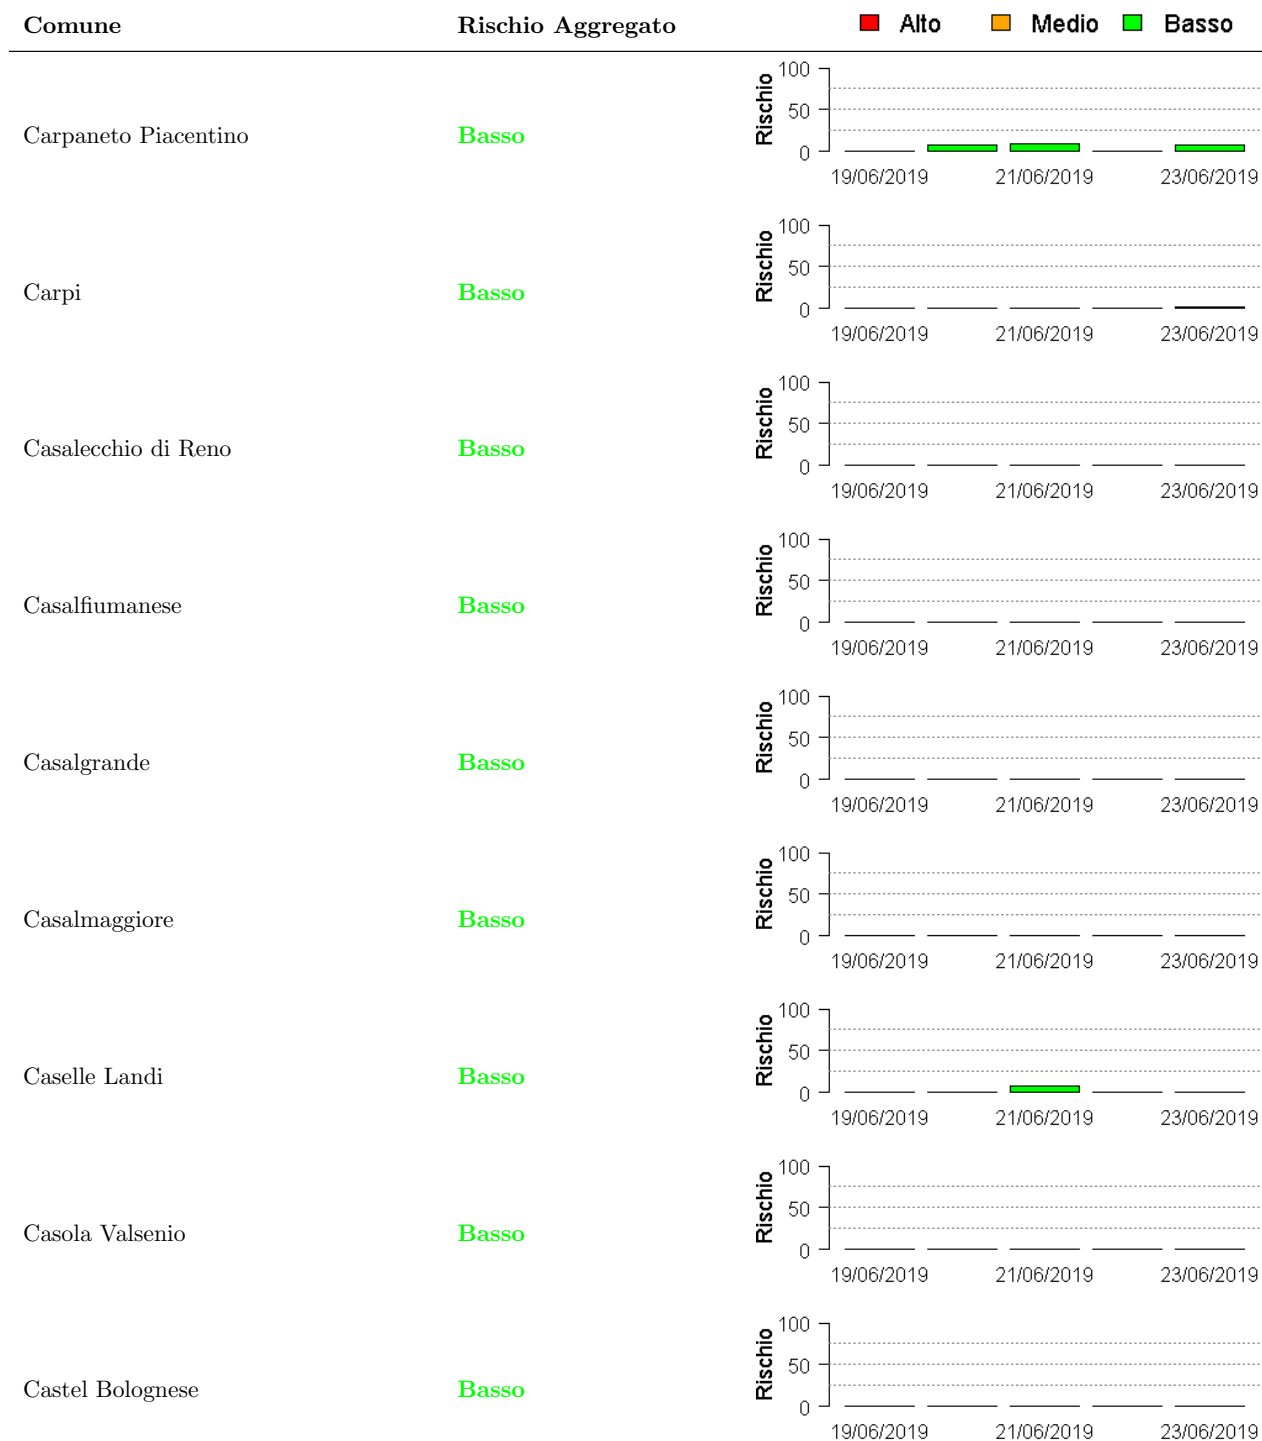 Comune Rischio Aggregato Alto Medio Basso
100
50
0
Rischio
Carpaneto Piacentino Basso
19/06/2019 21/06/2019 23/06/2019
100
50
0
Rischio
Carpi Basso
19/06/2019 21/06/2019 23/06/2019
100
50
0
Rischio
Casalecchio di Reno Basso
19/06/2019 21/06/2019 23/06/2019
100
50
0
Rischio
Casalfiumanese Basso
19/06/2019 21/06/2019 23/06/2019
100
50
0
Rischio
Casalgrande Basso
19/06/2019 21/06/2019 23/06/2019
100
50
0
Rischio
Casalmaggiore Basso
19/06/2019 21/06/2019 23/06/2019
100
50
0
Rischio
Caselle Landi Basso
19/06/2019 21/06/2019 23/06/2019
100
50
0
Rischio
Casola Valsenio Basso
19/06/2019 21/06/2019 23/06/2019
100
50
0
Rischio
Castel Bolognese Basso
19/06/2019 21/06/2019 23/06/2019